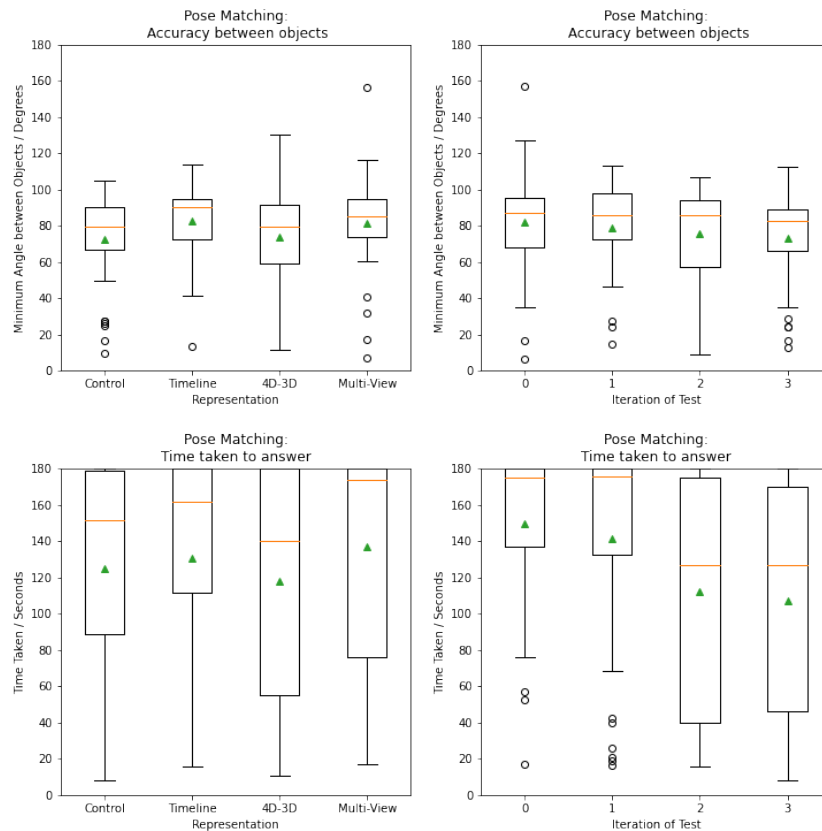 Pose Matching:
Accuracy between objects
Minimum Angle between Objects / Degrees
180
160
140
120
100
80
60
40
20
0
Control Timeline 4D-3D Multi-View
Representation
Pose Matching:
Accuracy between objects
Minimum Angle between Objects / Degrees
180
160
140
120
100
80
60
40
20
0
0 1 2 3
Iteration of Test
Pose Matching:
Time taken to answer
Time Taken / Seconds
180
160
140
120
100
80
60
40
20
0
Control Timeline 4D-3D Multi-View
Representation
Pose Matching:
Time taken to answer
Time Taken / Seconds
180
160
140
120
100
80
60
40
20
0
0 1 2 3
Iteration of Test